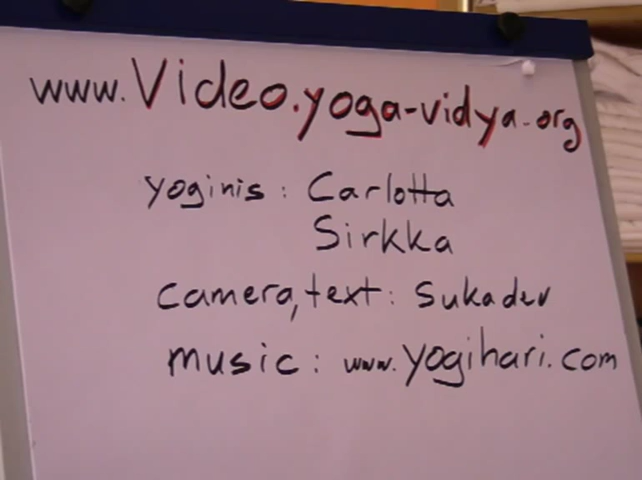 www.Video.yoga-vidya.org
yoginis: Carlotta
Sirkka
camera, text: Sukadev
music: www.yogihari.com